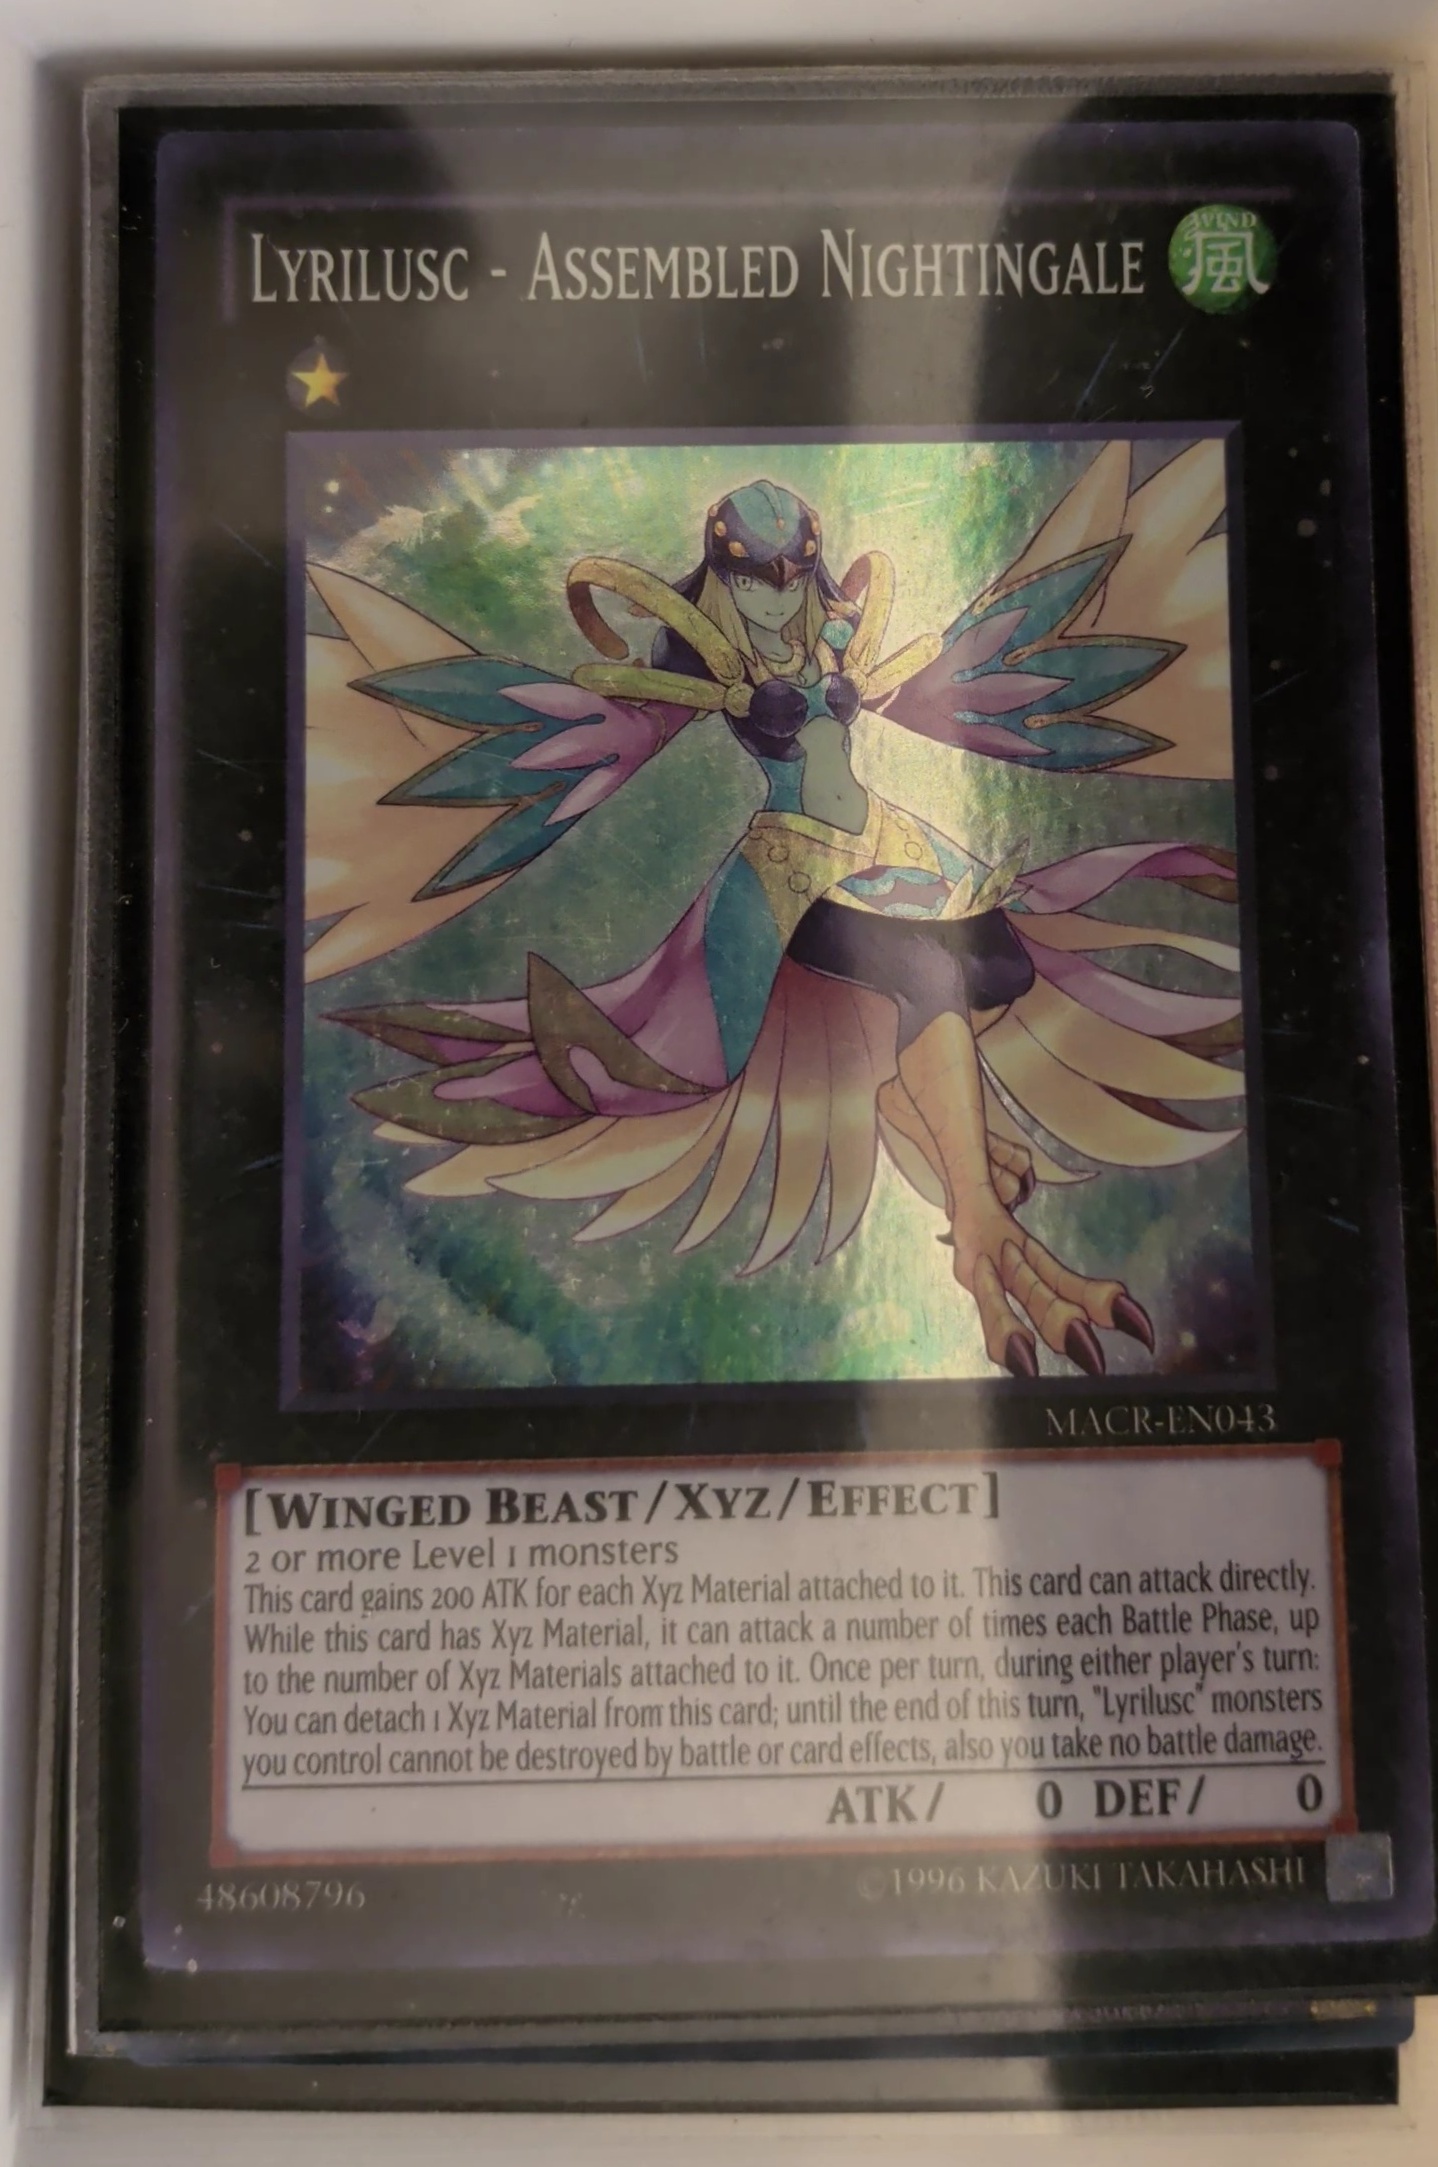 LYRILUSC - ASSEMBLED NIGHTINGALE
WIND
風
MACR-EN043
[WINGED BEAST/XYZ/EFFECT]
2 or more Level 1 monsters
This card gains 200 ATK for each Xyz Material attached to it. This card can attack directly.
While this card has Xyz Material, it can attack a number of times each Battle Phase, up
to the number of Xyz Materials attached to it. Once per turn, during either player's turn:
You can detach 1 Xyz Material from this card; until the end of this turn, "Lyrilusc" monsters
you control cannot be destroyed by battle or card effects, also you take no battle damage.
ATK/ 0 DEF/ 0
48608796
©1996 KAZUKI TAKAHASHI